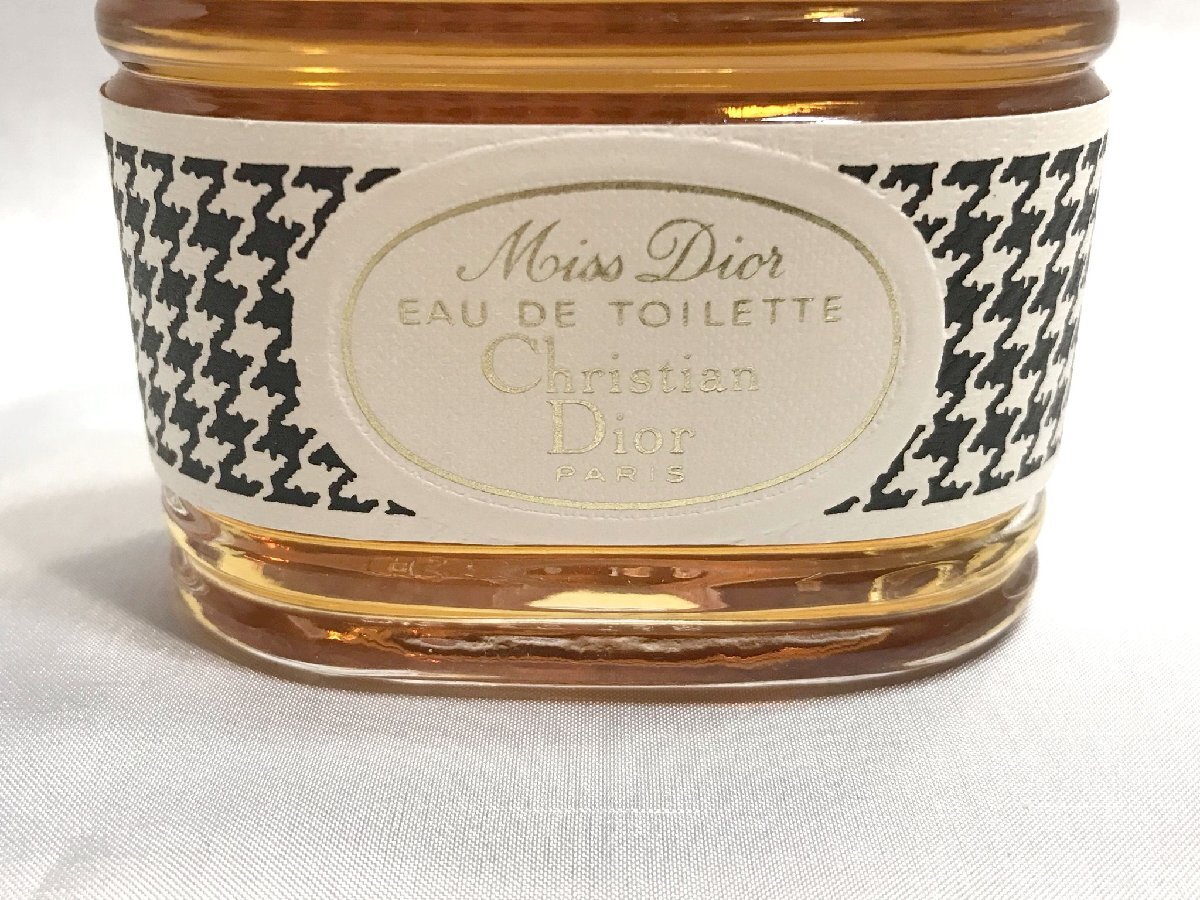 Miss Dior
EAU DE TOILETTE
Christian
Dior
PARIS